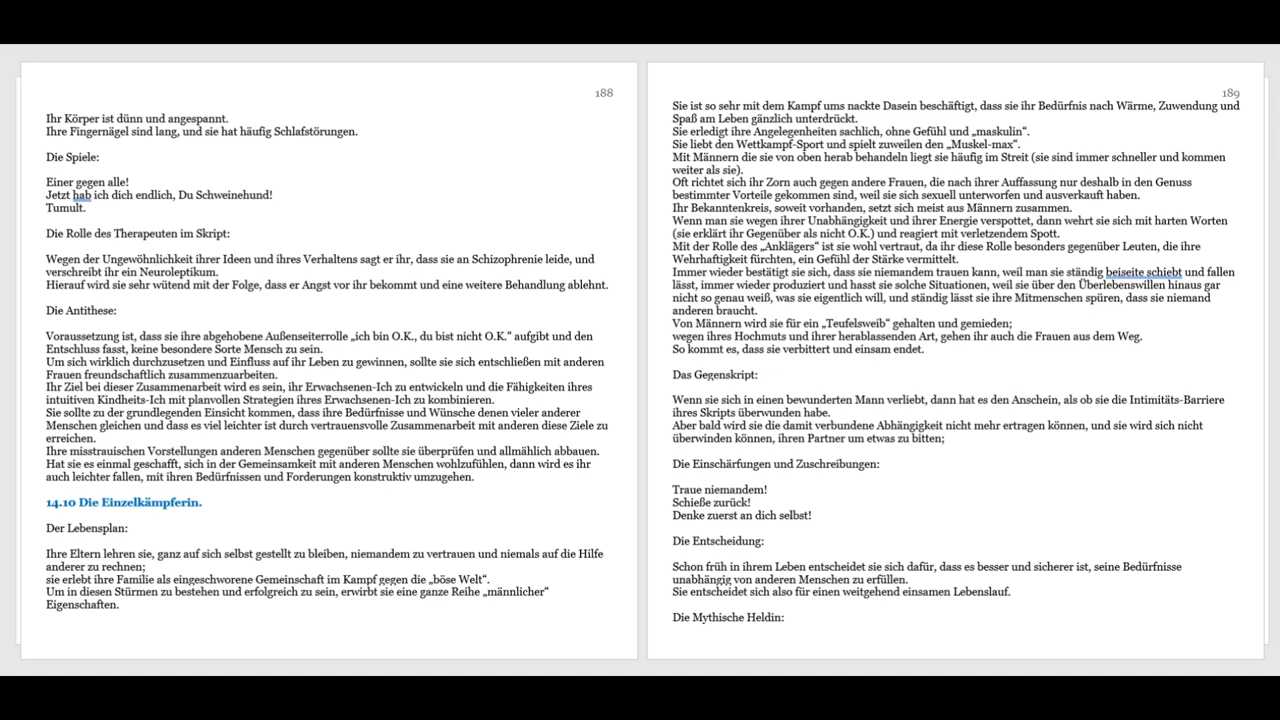 188
Ihr Körper ist dünn und angespannt.
Ihre Fingernägel sind lang, und sie hat häufig Schlafstörungen.
Die Spiele:
Einer gegen alle!
Jetzt hab ich dich endlich, Du Schweinehund!
Tumult.
Die Rolle des Therapeuten im Skript:
Wegen der Ungewöhnlichkeit ihrer Ideen und ihres Verhaltens sagt er ihr, dass sie an Schizophrenie leide, und
verschreibt ihr ein Neuroleptikum.
Hierauf wird sie sehr wütend mit der Folge, dass er Angst vor ihr bekommt und eine weitere Behandlung ablehnt.
Die Antithese:
Voraussetzung ist, dass sie ihre abgehobene Außenseiterrolle „ich bin O.K., du bist nicht O.K.“ aufgibt und den
Entschluss fasst, keine besondere Sorte Mensch zu sein.
Um sich wirklich durchzusetzen und Einfluss auf ihr Leben zu gewinnen, sollte sie sich entschließen mit anderen
Frauen freundschaftlich zusammenzuarbeiten.
Ihr Ziel bei dieser Zusammenarbeit wird es sein, ihr Erwachsenen-Ich zu entwickeln und die Fähigkeiten ihres
intuitiven Kindheits-Ich mit planvollen Strategien ihres Erwachsenen-Ich zu kombinieren.
Sie sollte zu der grundlegenden Einsicht kommen, dass ihre Bedürfnisse und Wünsche denen vieler anderer
Menschen gleichen und dass es viel leichter ist durch vertrauensvolle Zusammenarbeit mit anderen diese Ziele zu
erreichen.
Ihre misstrauischen Vorstellungen anderen Menschen gegenüber sollte sie überprüfen und allmählich abbauen.
Hat sie es einmal geschafft, sich in der Gemeinsamkeit mit anderen Menschen wohlzufühlen, dann wird es ihr
auch leichter fallen, mit ihren Bedürfnissen und Forderungen konstruktiv umzugehen.
14.10 Die Einzelkämpferin.
Der Lebensplan:
Ihre Eltern lehren sie, ganz auf sich selbst gestellt zu bleiben, niemandem zu vertrauen und niemals auf die Hilfe
anderer zu rechnen;
sie erlebt ihre Familie als eingeschworene Gemeinschaft im Kampf gegen die „böse Welt“.
Um in diesen Stürmen zu bestehen und erfolgreich zu sein, erwirbt sie eine ganze Reihe „männlicher“
Eigenschaften.
189
Sie ist so sehr mit dem Kampf ums nackte Dasein beschäftigt, dass sie ihr Bedürfnis nach Wärme, Zuwendung und
Spaß am Leben gänzlich unterdrückt.
Sie erledigt ihre Angelegenheiten sachlich, ohne Gefühl und „maskulin“.
Sie liebt den Wettkampf-Sport und spielt zuweilen den „Muskel-max“.
Mit Männern die sie von oben herab behandeln liegt sie häufig im Streit (sie sind immer schneller und kommen
weiter als sie).
Oft richtet sich ihr Zorn auch gegen andere Frauen, die nach ihrer Auffassung nur deshalb in den Genuss
bestimmter Vorteile gekommen sind, weil sie sich sexuell unterworfen und ausverkauft haben.
Ihr Bekanntenkreis, soweit vorhanden, setzt sich meist aus Männern zusammen.
Wenn man sie wegen ihrer Unabhängigkeit und ihrer Energie verspottet, dann wehrt sie sich mit harten Worten
(sie erklärt ihr Gegenüber als nicht O.K.) und reagiert mit verletzendem Spott.
Mit der Rolle des „Anklägers“ ist sie wohl vertraut, da ihr diese Rolle besonders gegenüber Leuten, die ihre
Wehrhaftigkeit fürchten, ein Gefühl der Stärke vermittelt.
Immer wieder bestätigt sie sich, dass sie niemandem trauen kann, weil man sie ständig beiseite schiebt und fallen
lässt, immer wieder produziert und hasst sie solche Situationen, weil sie über den Überlebenswillen hinaus gar
nicht so genau weiß, was sie eigentlich will, und ständig lässt sie ihre Mitmenschen spüren, dass sie niemand
anderen braucht.
Von Männern wird sie für ein „Teufelsweib“ gehalten und gemieden;
wegen ihres Hochmuts und ihrer herablassenden Art, gehen ihr auch die Frauen aus dem Weg.
So kommt es, dass sie verbittert und einsam endet.
Das Gegenskript:
Wenn sie sich in einen bewunderten Mann verliebt, dann hat es den Anschein, als ob sie die Intimitäts-Barriere
ihres Skripts überwunden habe.
Aber bald wird sie die damit verbundene Abhängigkeit nicht mehr ertragen können, und sie wird sich nicht
überwinden können, ihren Partner um etwas zu bitten;
Die Einschärfungen und Zuschreibungen:
Traue niemandem!
Schieße zurück!
Denke zuerst an dich selbst!
Die Entscheidung:
Schon früh in ihrem Leben entscheidet sie sich dafür, dass es besser und sicherer ist, seine Bedürfnisse
unabhängig von anderen Menschen zu erfüllen.
Sie entscheidet sich also für einen weitgehend einsamen Lebenslauf.
Die Mythische Heldin: